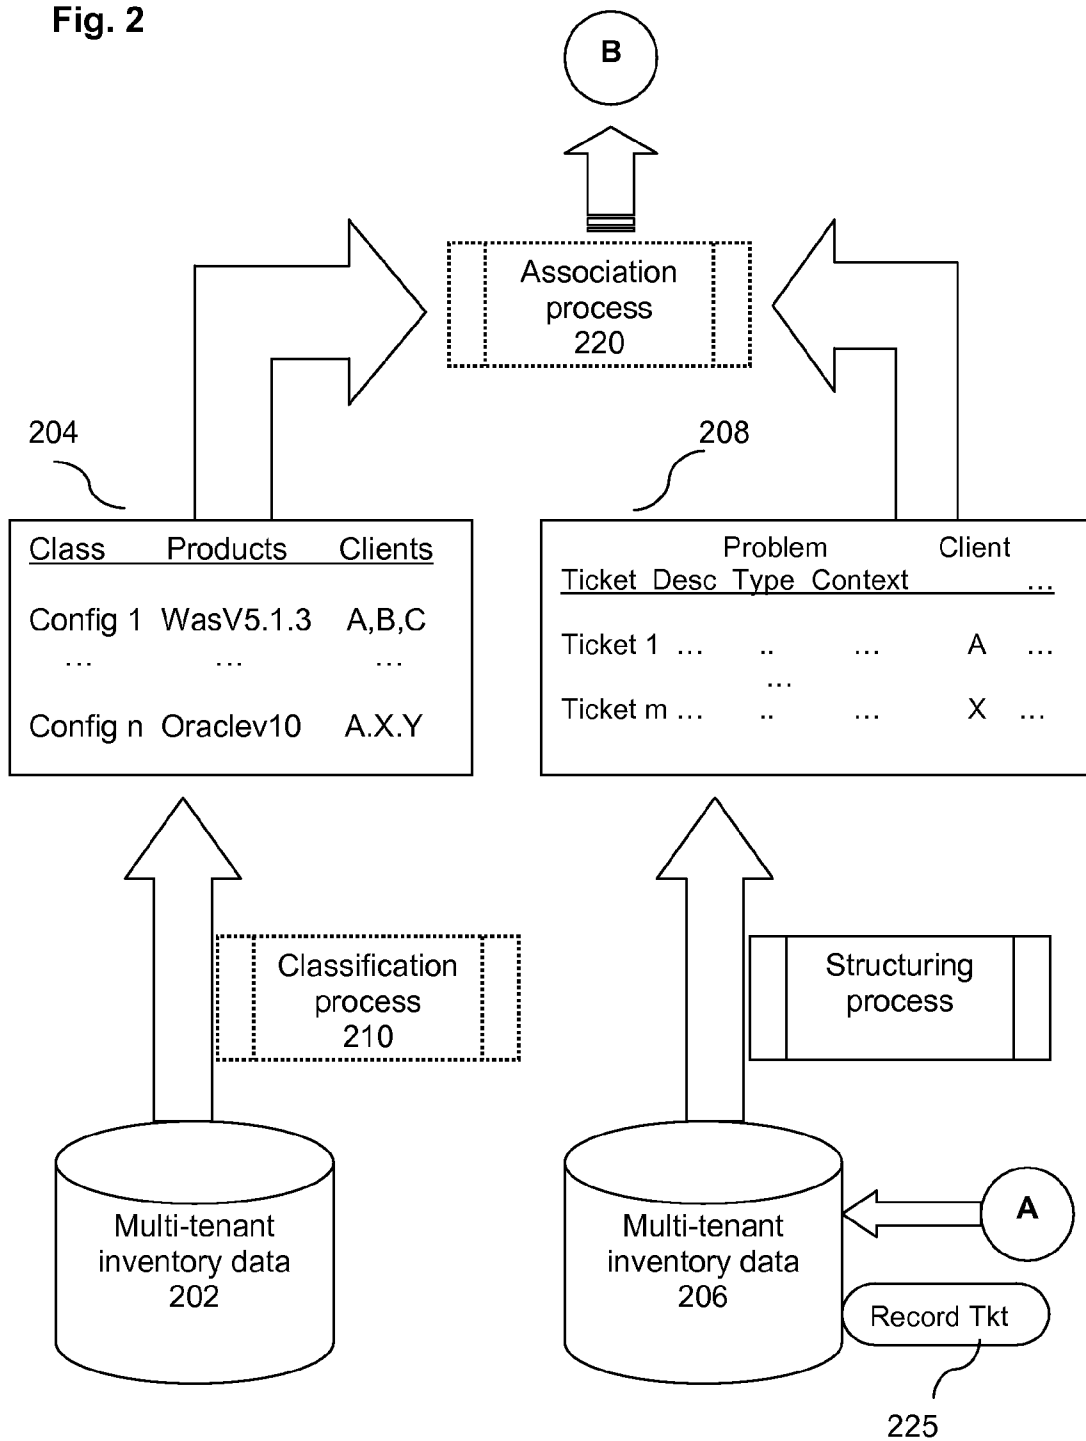 Fig. 2
B
Association
process
220
204
208
Class Products Clients
Config 1 WasV5.1.3 A,B,C
... ... ...
Config n Oraclev10 A.X.Y
Problem Client
Ticket Desc Type Context ...
Ticket 1 ... .. ... A ...
...
Ticket m ... .. ... X ...
Classification
process
210
Structuring
process
Multi-tenant
inventory data
202
Multi-tenant
inventory data
206
A
Record Tkt
225